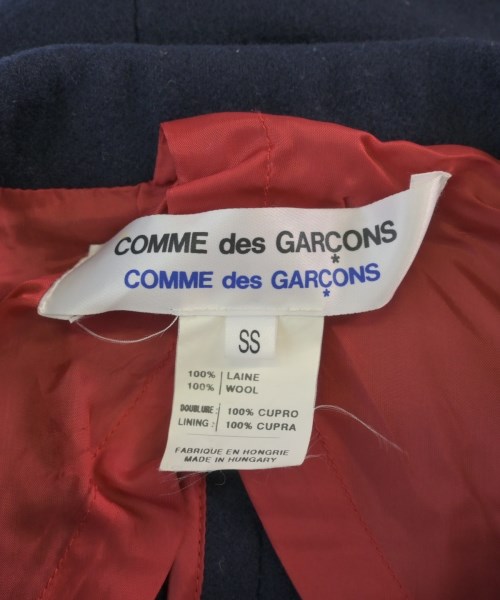 COMME des GARÇONS
COMME des GARÇONS
SS
100% LAINE
100% WOOL
DOUBLURE: 100% CUPRO
LINING: 100% CUPRA
FABRIQUE EN HONGRIE
MADE IN HUNGARY